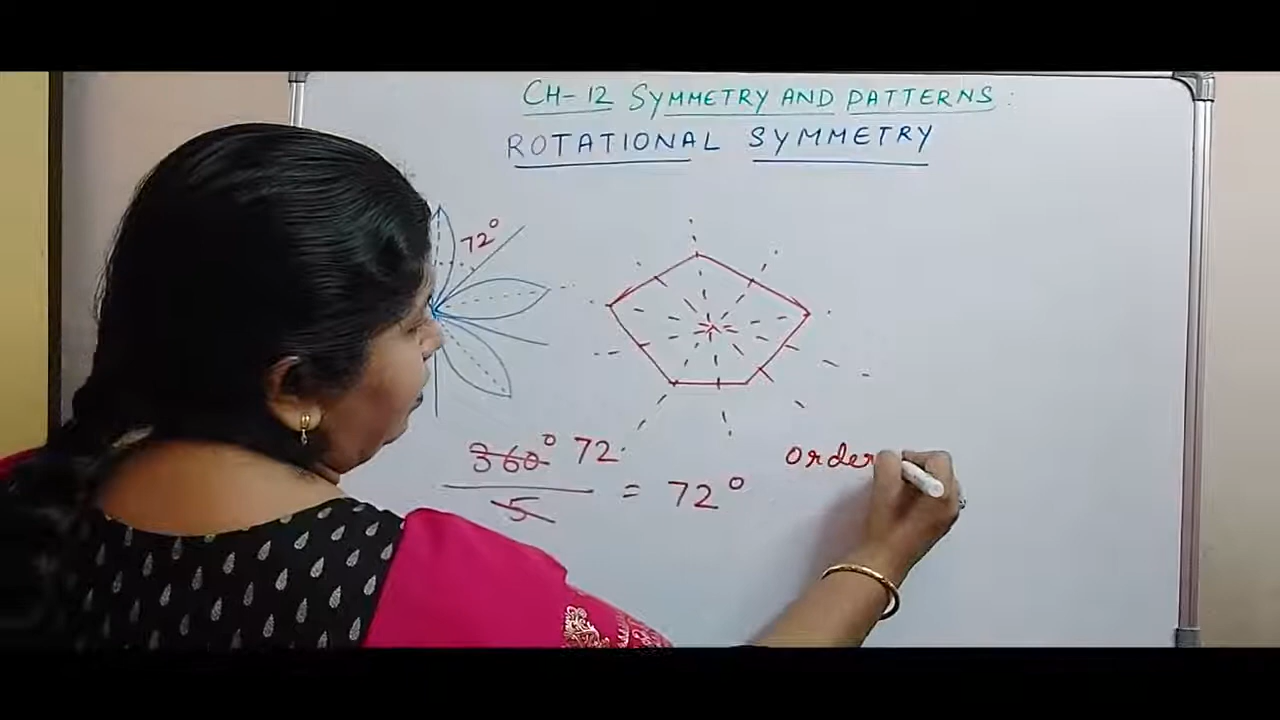 CH-12 SYMMETRY AND PATTERNS:
ROTATIONAL SYMMETRY
72°
360° 72
5 = 72°
order